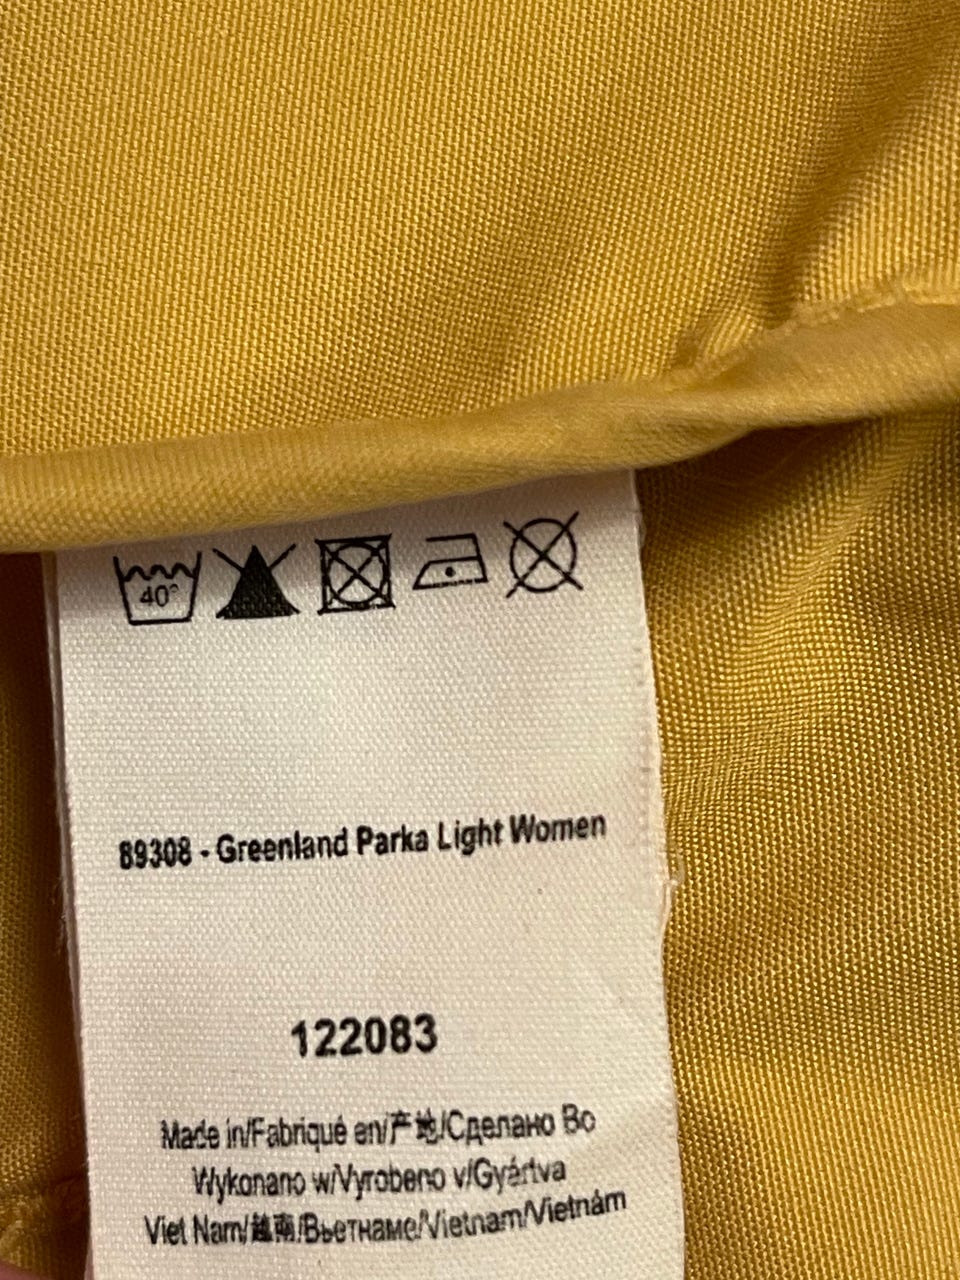 40°
89308 - Greenland Parka Light Women
122083
Made in/Fabriqué en/产地/Сделано Во
Wykonano w/Vyrobeno v/Gyártva
Viet Nam/越南/Вьетнаме/Vietnam/Vietnám